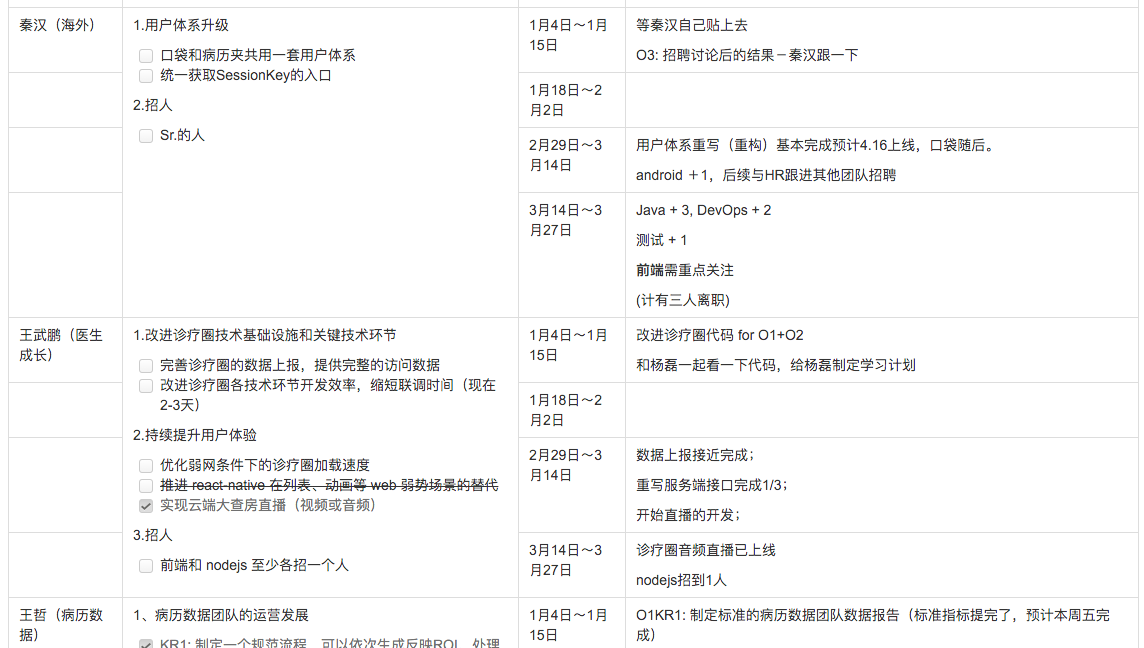 秦汉（海外）
1.用户体系升级
口袋和病历夹共用一套用户体系
统一获取SessionKey的入口
2.招人
Sr.的人
1月4日～1月
15日
等秦汉自己贴上去
O3: 招聘讨论后的结果－秦汉跟一下
1月18日～2
月2日
2月29日～3
月14日
用户体系重写（重构）基本完成预计4.16上线，口袋随后。
android ＋1，后续与HR跟进其他团队招聘
3月14日～3
月27日
Java + 3, DevOps + 2
测试 + 1
前端需重点关注
(计有三人离职)
王武鹏（医生
成长）
1.改进诊疗圈技术基础设施和关键技术环节
完善诊疗圈的数据上报，提供完整的访问数据
改进诊疗圈各技术环节开发效率，缩短联调时间（现在
2-3天）
2.持续提升用户体验
优化弱网条件下的诊疗圈加载速度
推进 react-native 在列表、动画等 web 弱势场景的替代
实现云端大查房直播（视频或音频）
3.招人
前端和 nodejs 至少各招一个人
1月4日～1月
15日
改进诊疗圈代码 for O1+O2
和杨磊一起看一下代码，给杨磊制定学习计划
1月18日～2
月2日
2月29日～3
月14日
数据上报接近完成；
重写服务端接口完成1/3；
开始直播的开发；
3月14日～3
月27日
诊疗圈音频直播已上线
nodejs招到1人
王哲（病历数
据）
1、病历数据团队的运营发展
KR1: 制定一个规范流程，可以依次生成反映ROI、处理
1月4日～1月
15日
O1KR1: 制定标准的病历数据团队数据报告（标准指标提完了，预计本周五完
成）